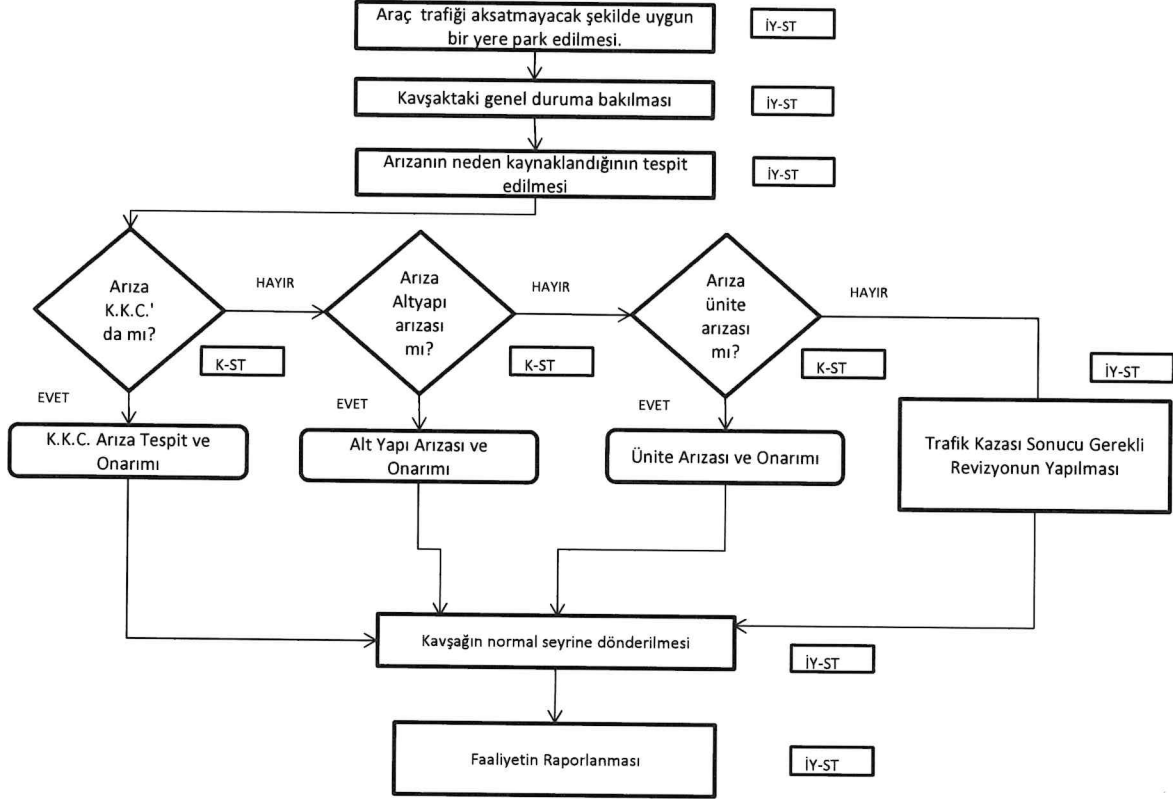 Araç trafiği aksatmayacak şekilde uygun
bir yere park edilmesi.
İY-ST
Kavşaktaki genel duruma bakılması
İY-ST
Arızanın neden kaynaklandığının tespit
edilmesi
İY-ST
Arıza
K.K.C.'
da mı?
HAYIR
Arıza
Altyapı
arızası
mı?
HAYIR
Arıza
ünite
arızası
mı?
HAYIR
K-ST
K-ST
K-ST
İY-ST
EVET
EVET
EVET
K.K.C. Arıza Tespit ve
Onarımı
Alt Yapı Arızası ve
Onarımı
Ünite Arızası ve Onarımı
Trafik Kazası Sonucu Gerekli
Revizyonun Yapılması
Kavşağın normal seyrine dönderilmesi
İY-ST
Faaliyetin Raporlanması
İY-ST